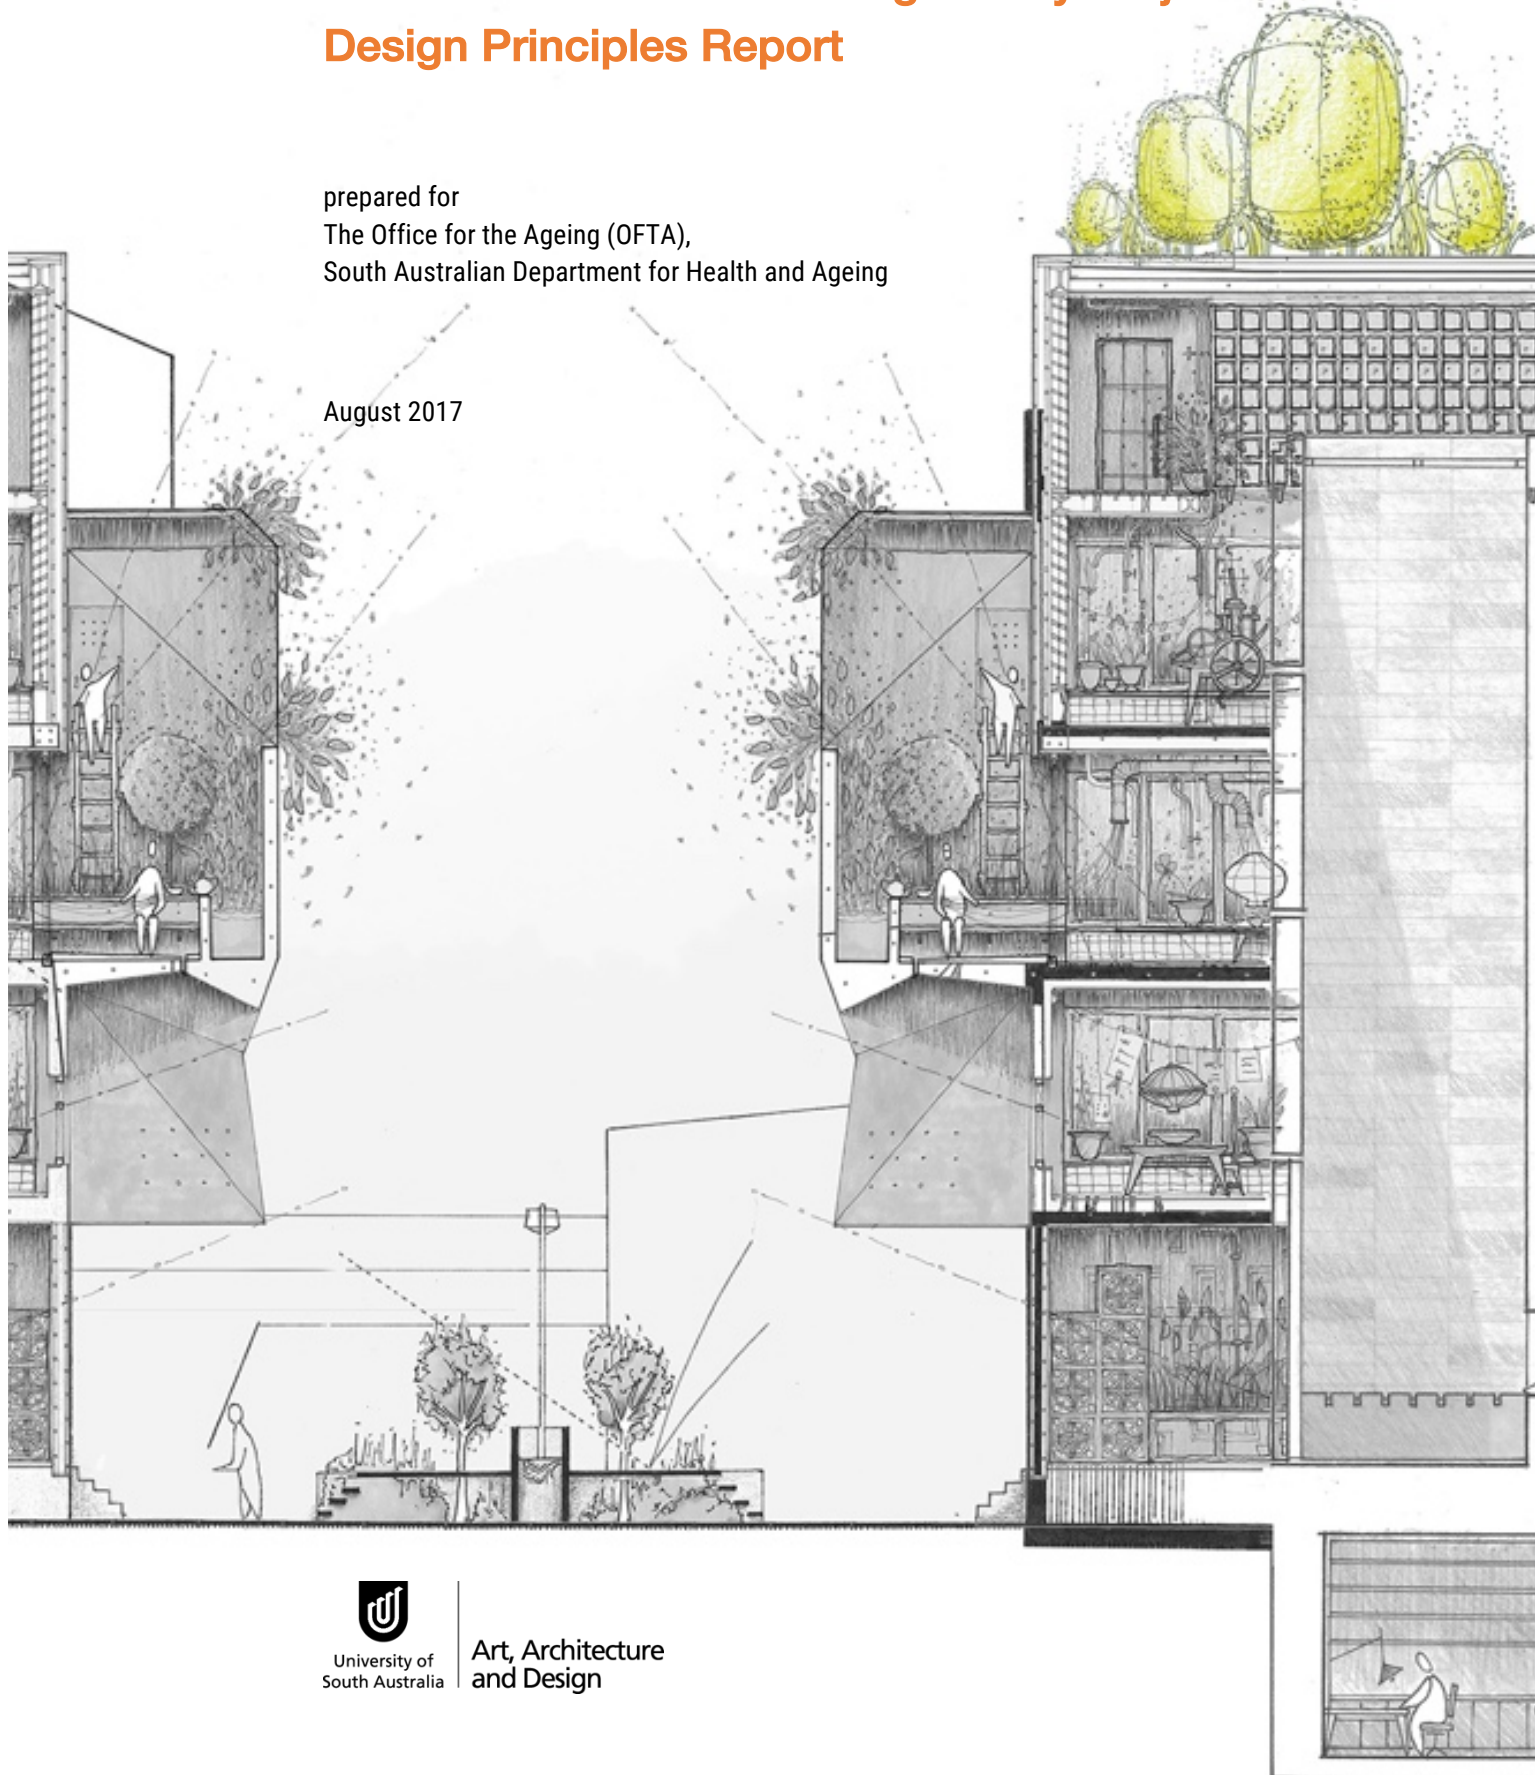 Design Principles Report
prepared for
The Office for the Ageing (OFTA),
South Australian Department for Health and Ageing
August 2017
University of
South Australia
Art, Architecture
and Design